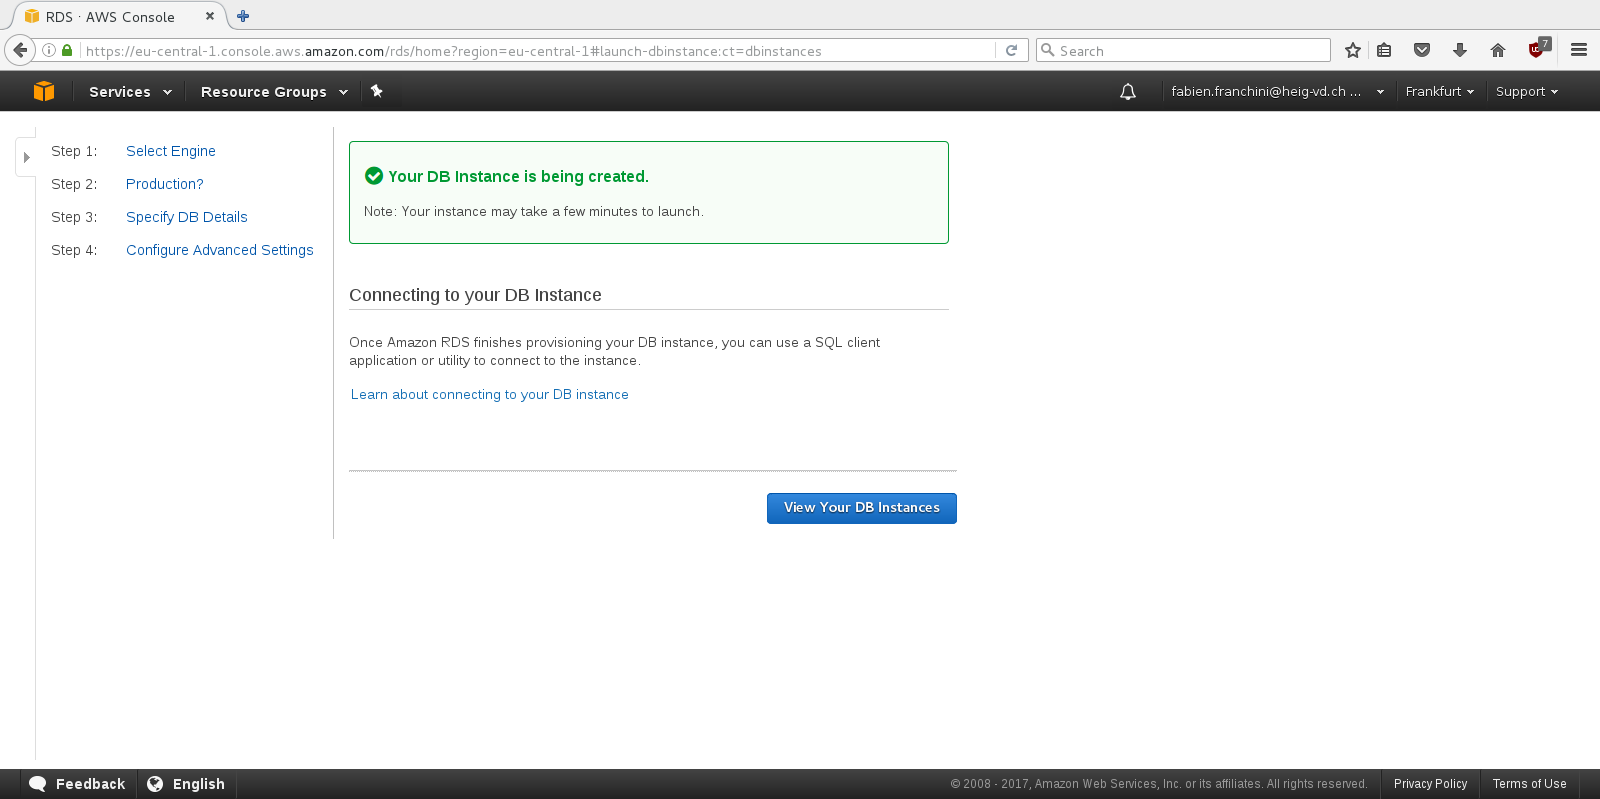 RDS · AWS Console
https://eu-central-1.console.aws.amazon.com/rds/home?region=eu-central-1#launch-dbinstance:ct=dbinstances
Search
7
Services
Resource Groups
fabien.franchini@heig-vd.ch ...
Frankfurt
Support
Step 1: Select Engine
Step 2: Production?
Step 3: Specify DB Details
Step 4: Configure Advanced Settings
Your DB Instance is being created.
Note: Your instance may take a few minutes to launch.
Connecting to your DB Instance
Once Amazon RDS finishes provisioning your DB instance, you can use a SQL client
application or utility to connect to the instance.
Learn about connecting to your DB instance
View Your DB Instances
Feedback
English
© 2008 - 2017, Amazon Web Services, Inc. or its affiliates. All rights reserved.
Privacy Policy
Terms of Use